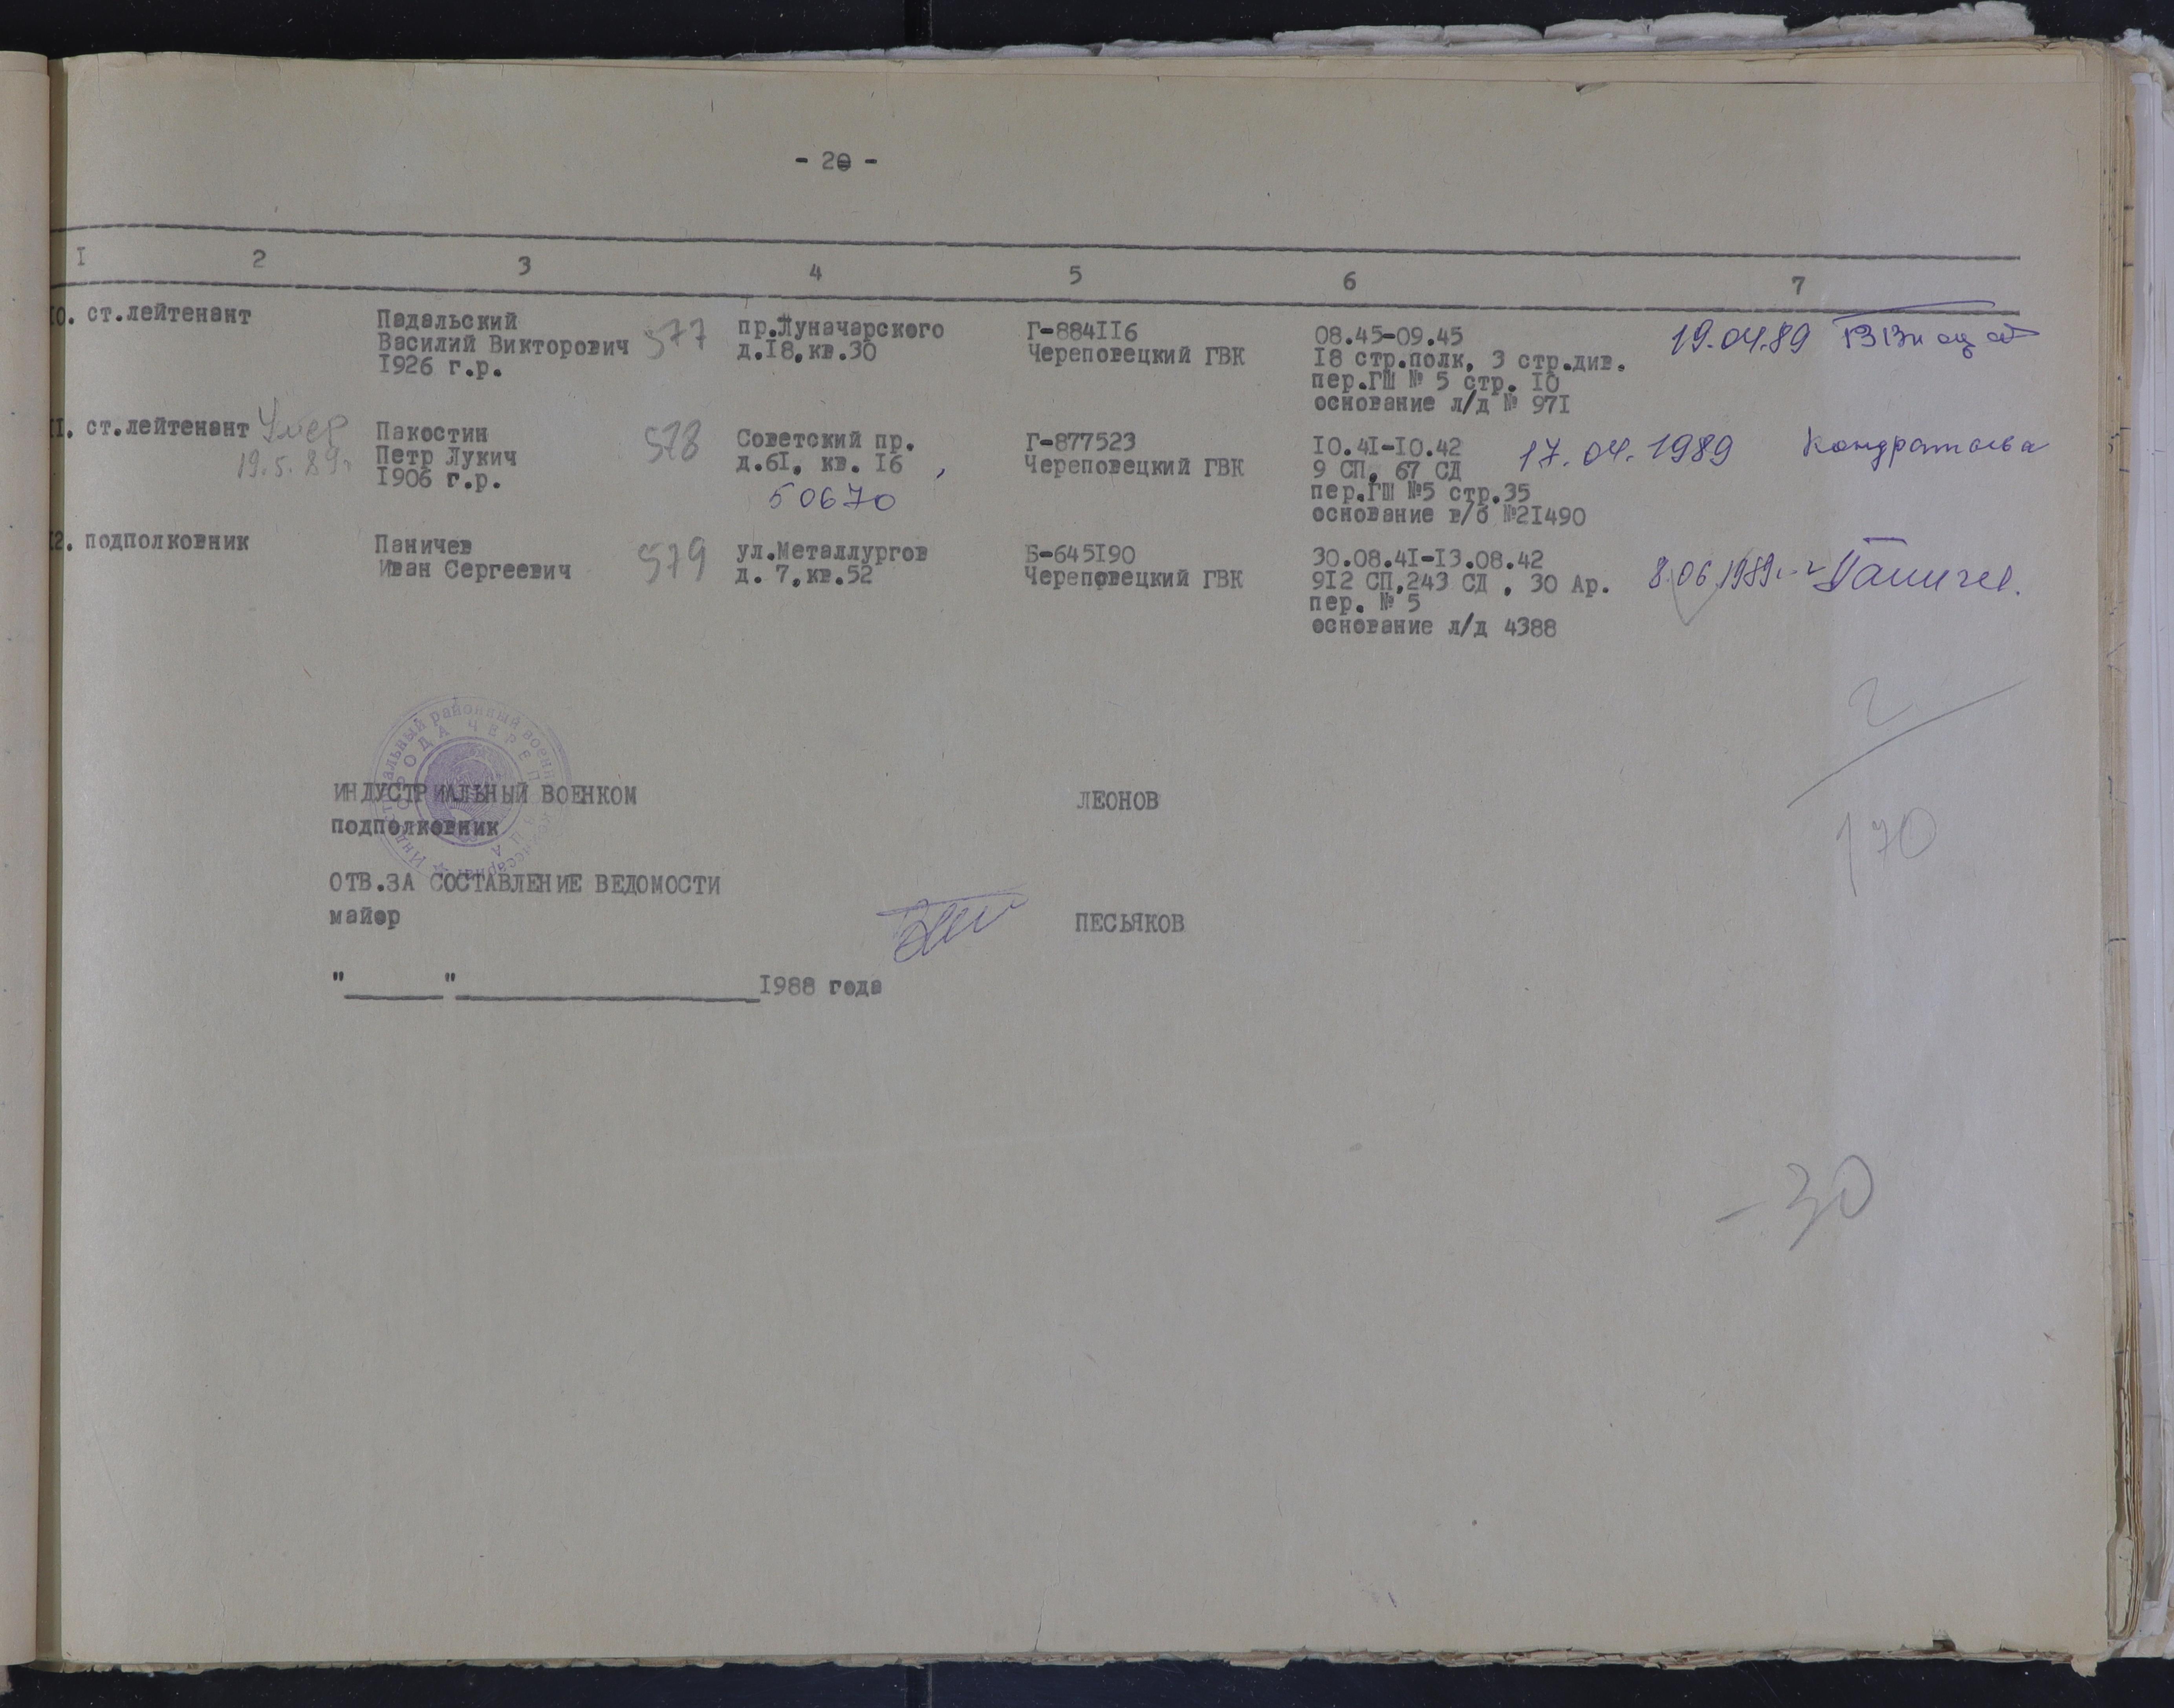 - 20 -
I 2 3 4 5 6 7
10. ст.лейтенант
Падальский
Василий Викторович
1926 г.р.
577
пр.Луначарского
д.18,кв.30
Г-884116
Череповецкий ГВК
08.45-09.45
18 стр.полк, 3 стр.див.
пер.ГШ № 5 стр. 10
основание л/д № 971
19.04.89
11. ст.лейтенант
Умер
19.5.89г
Пакостин
Петр Лукич
1906 г.р.
578
Советский пр.
д.61, кв. 16
50670
Г-877523
Череповецкий ГВК
10.41-10.42
9 СП, 67 СД
пер.ГШ №5 стр.35
основание в/б №21490
17.04.1989 Кондратьева
12. подполковник
Паничев
Иван Сергеевич
579
ул.Металлургов
д. 7,кв.52
Б-645190
Череповецкий ГВК
30.08.41-13.08.42
912 СП,243 СД , 30 Ар.
пер. № 5
основание л/д 4388
8.06.1989г. Паничев.
2
170
ИНДУСТРИАЛЬНЫЙ ВОЕНКОМ
подполковник
ЛЕОНОВ
ОТВ.ЗА СОСТАВЛЕНИЕ ВЕДОМОСТИ
майор
ПЕСЬЯКОВ
"______"____________________1988 года
-30